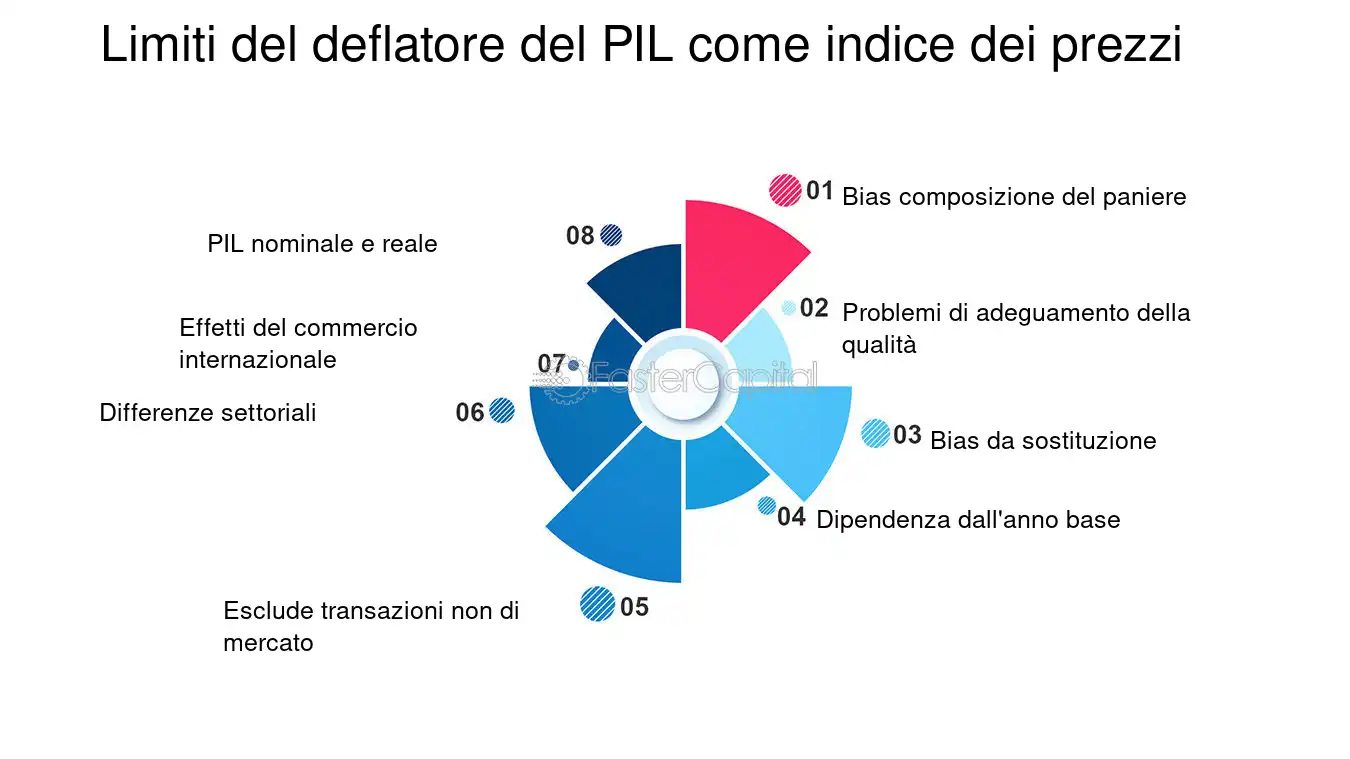 Limiti del deflatore del PIL come indice dei prezzi
01 Bias composizione del paniere
02 Problemi di adeguamento della
qualità
03 Bias da sostituzione
04 Dipendenza dall'anno base
05
Esclude transazioni non di
mercato
Differenze settoriali 06
Effetti del commercio
internazionale
07
PIL nominale e reale 08
FasterCapital